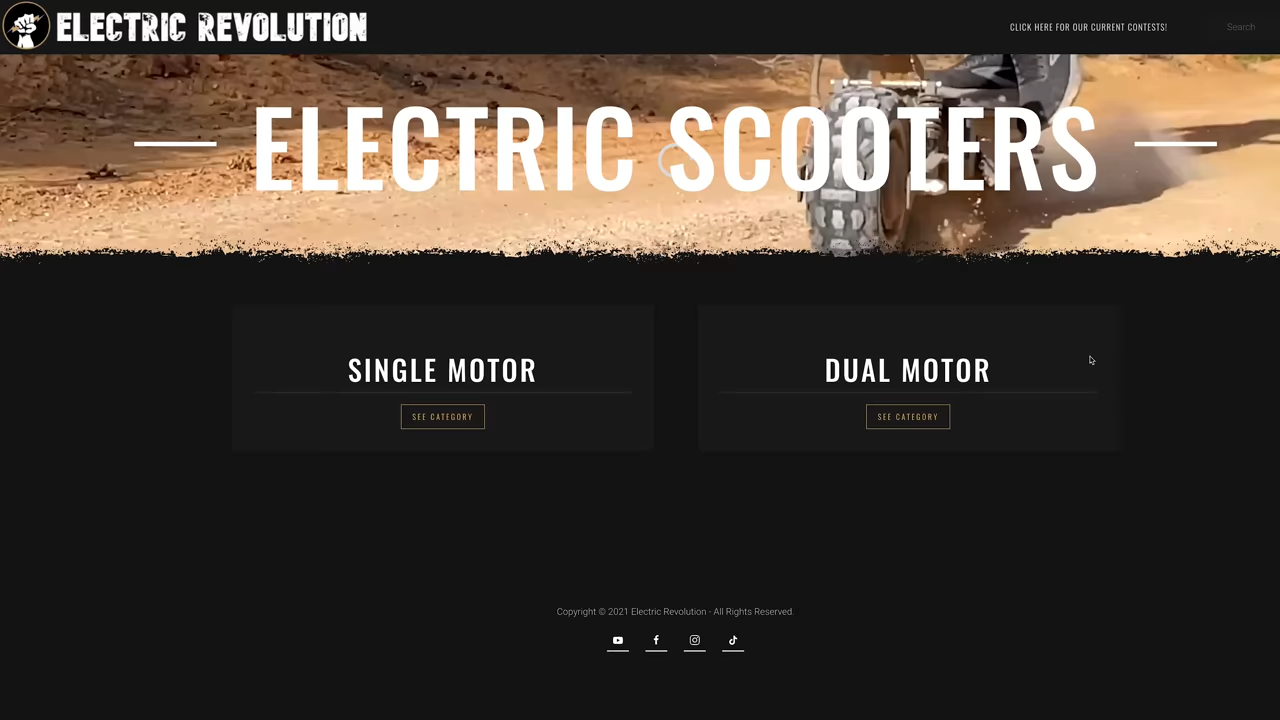 ELECTRIC REVOLUTION
CLICK HERE FOR OUR CURRENT CONTESTS!
Search
ELECTRIC SCOOTERS
SINGLE MOTOR
DUAL MOTOR
SEE CATEGORY
SEE CATEGORY
Copyright © 2021 Electric Revolution - All Rights Reserved.